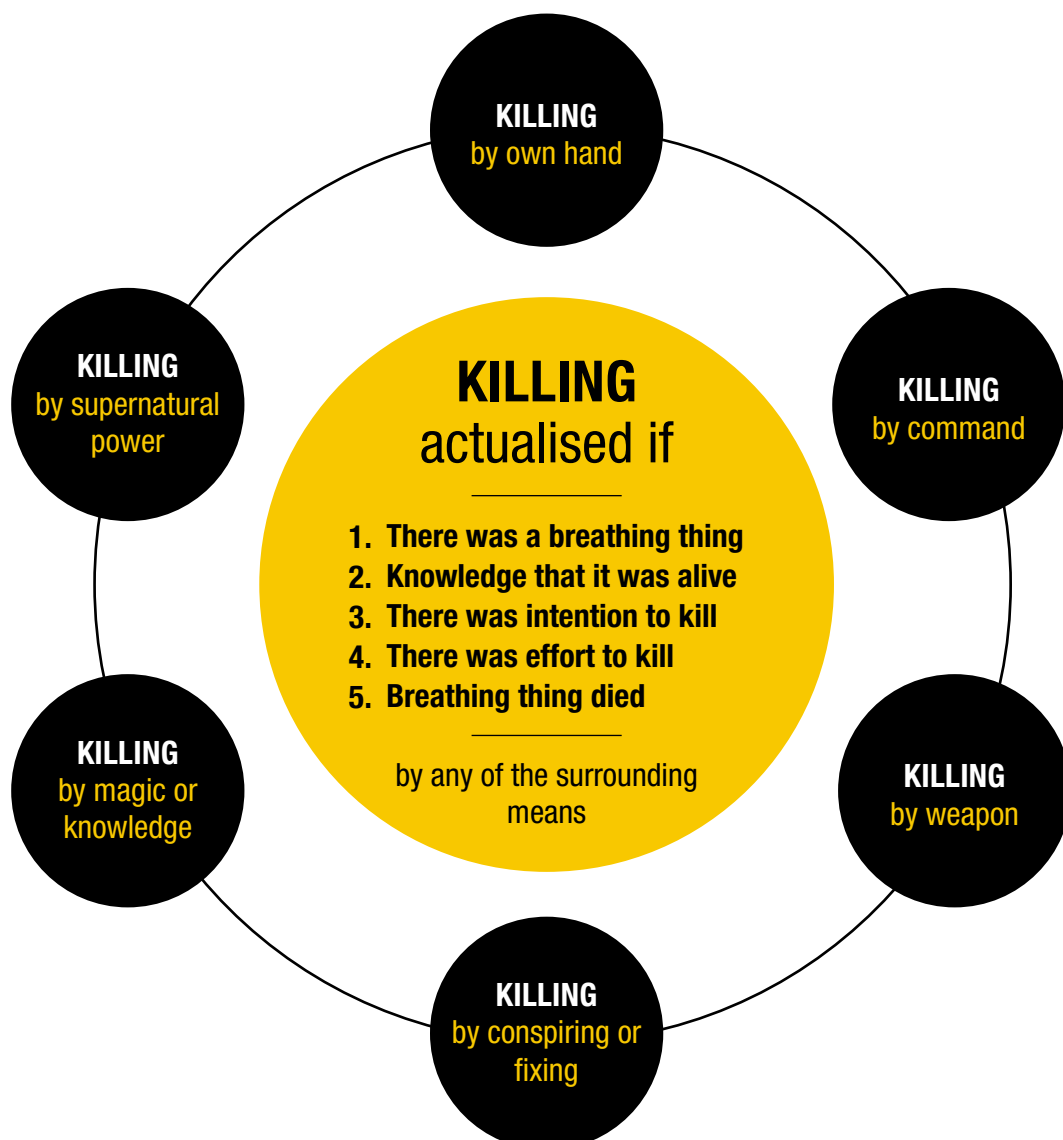 KILLING
by own hand
KILLING
by supernatural
power
KILLING
by command
KILLING
actualised if
1. There was a breathing thing
2. Knowledge that it was alive
3. There was intention to kill
4. There was effort to kill
5. Breathing thing died
by any of the surrounding
means
KILLING
by magic or
knowledge
KILLING
by weapon
KILLING
by conspiring or
fixing